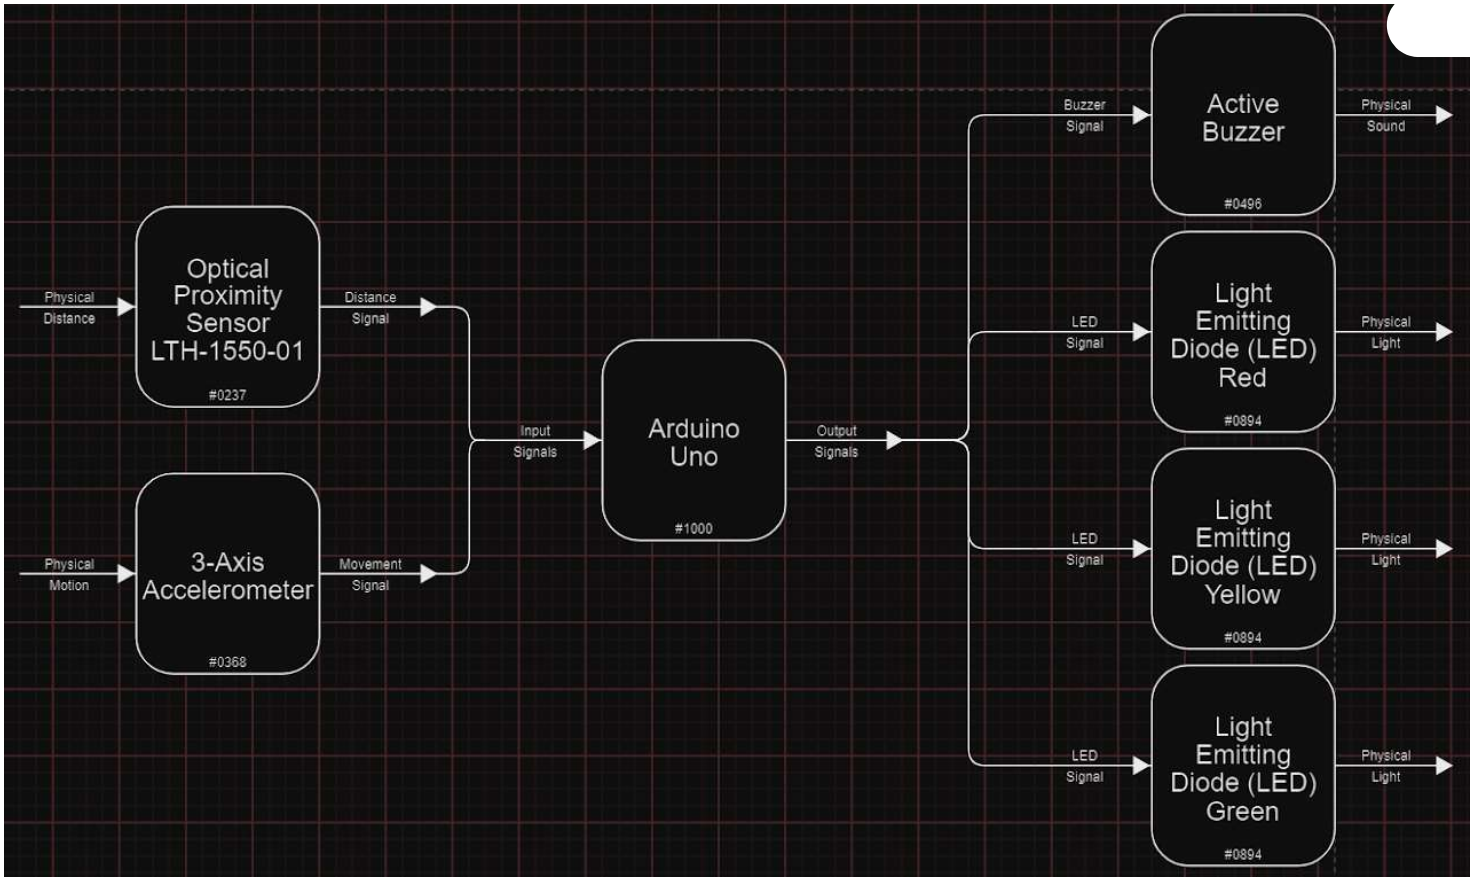 Physical
Distance
Optical
Proximity
Sensor
LTH-1550-01
#0237
Distance
Signal
Physical
Motion
3-Axis
Accelerometer
#0368
Movement
Signal
Input
Signals
Arduino
Uno
#1000
Output
Signals
Buzzer
Signal
Active
Buzzer
#0496
Physical
Sound
LED
Signal
Light
Emitting
Diode (LED)
Red
#0894
Physical
Light
LED
Signal
Light
Emitting
Diode (LED)
Yellow
#0894
Physical
Light
LED
Signal
Light
Emitting
Diode (LED)
Green
#0894
Physical
Light